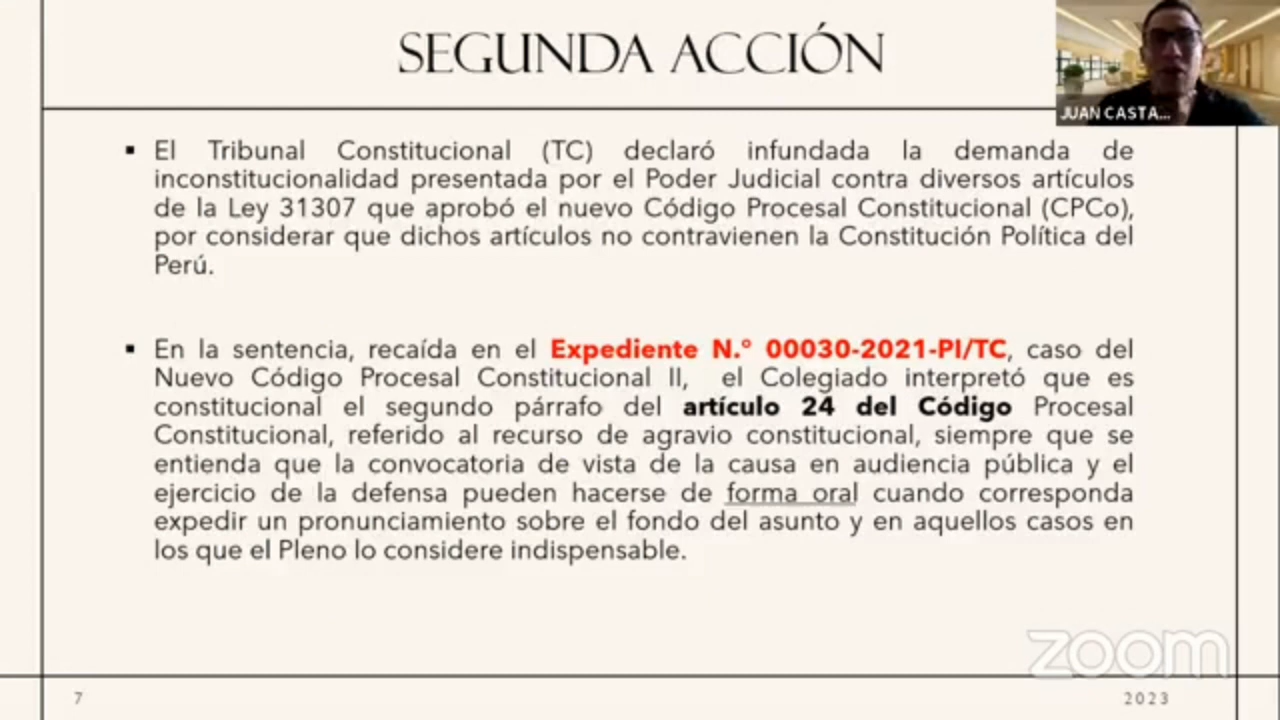 SEGUNDA ACCIÓN
JUAN CASTA...
▪ El Tribunal Constitucional (TC) declaró infundada la demanda de
inconstitucionalidad presentada por el Poder Judicial contra diversos artículos
de la Ley 31307 que aprobó el nuevo Código Procesal Constitucional (CPCo),
por considerar que dichos artículos no contravienen la Constitución Política del
Perú.
▪ En la sentencia, recaída en el Expediente N.° 00030-2021-PI/TC, caso del
Nuevo Código Procesal Constitucional II, el Colegiado interpretó que es
constitucional el segundo párrafo del artículo 24 del Código Procesal
Constitucional, referido al recurso de agravio constitucional, siempre que se
entienda que la convocatoria de vista de la causa en audiencia pública y el
ejercicio de la defensa pueden hacerse de forma oral cuando corresponda
expedir un pronunciamiento sobre el fondo del asunto y en aquellos casos en
los que el Pleno lo considere indispensable.
zoom
7
2023